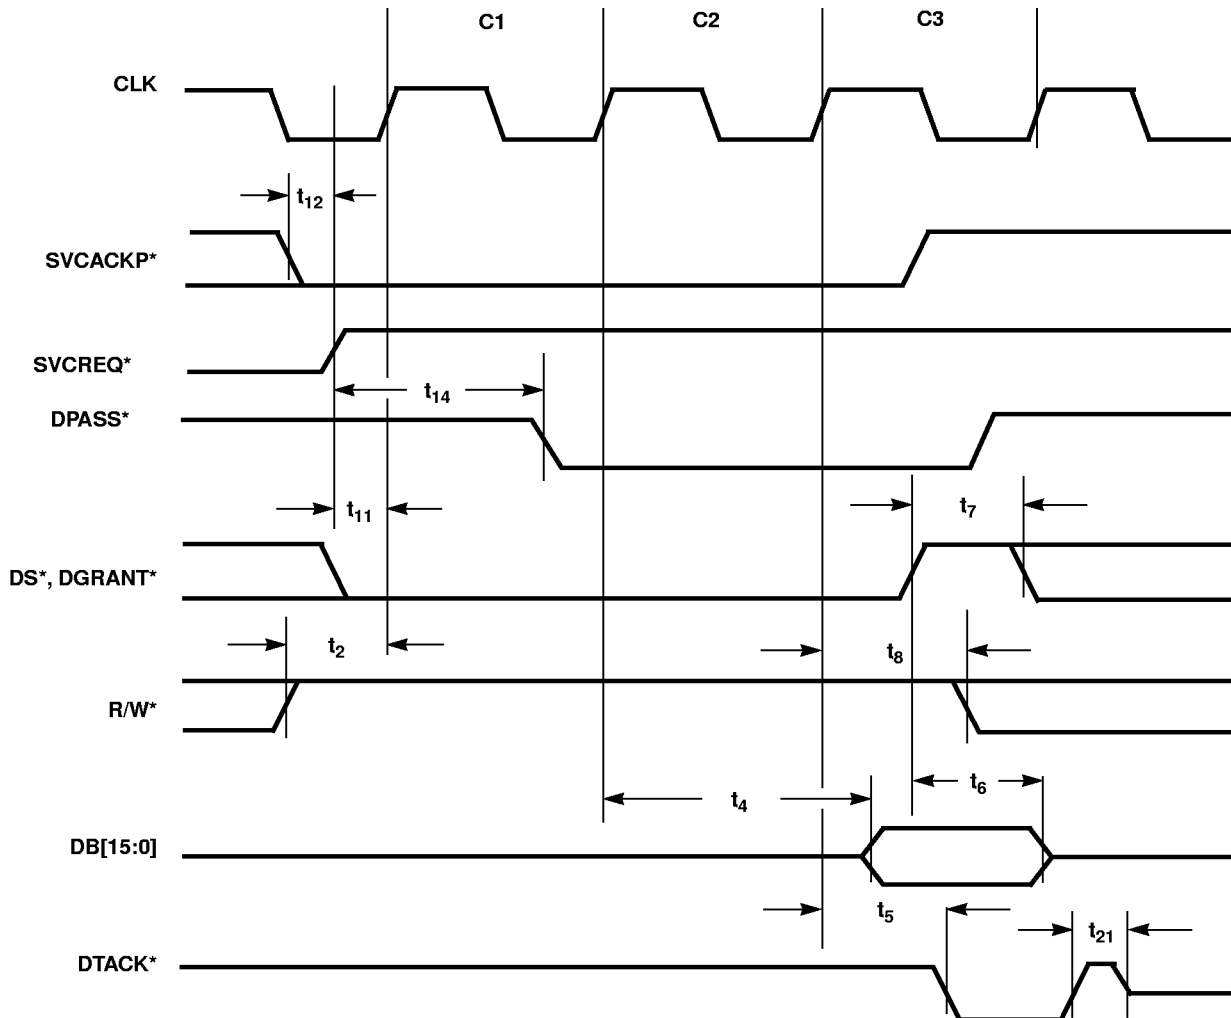 C1 C2 C3
CLK
t12
SVCACKP*
SVCREQ*
t14
DPASS*
t11 t7
DS*, DGRANT*
t2 t8
R/W*
t6
t4
DB[15:0]
t5
t21
DTACK*